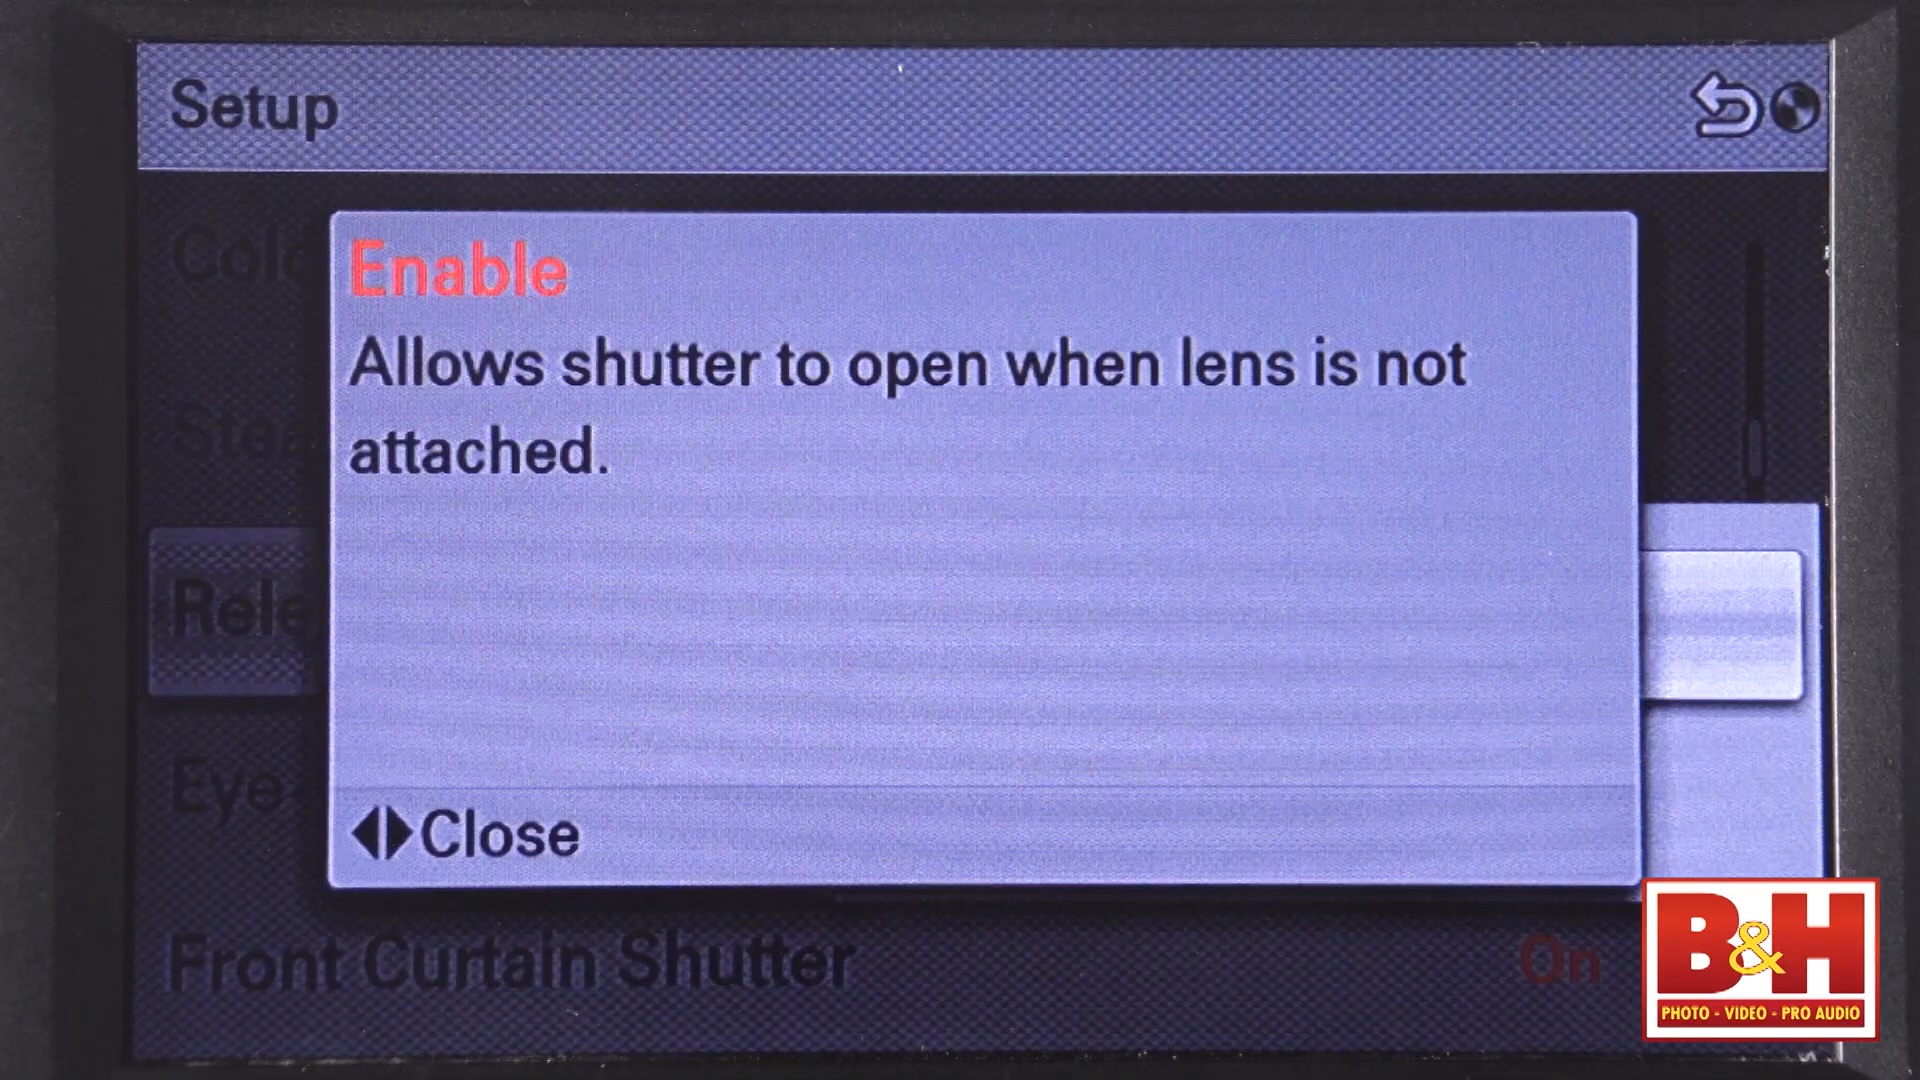 Setup
Enable
Allows shutter to open when lens is not
attached.
Close
Front Curtain Shutter
On
B&H
PHOTO - VIDEO - PRO AUDIO